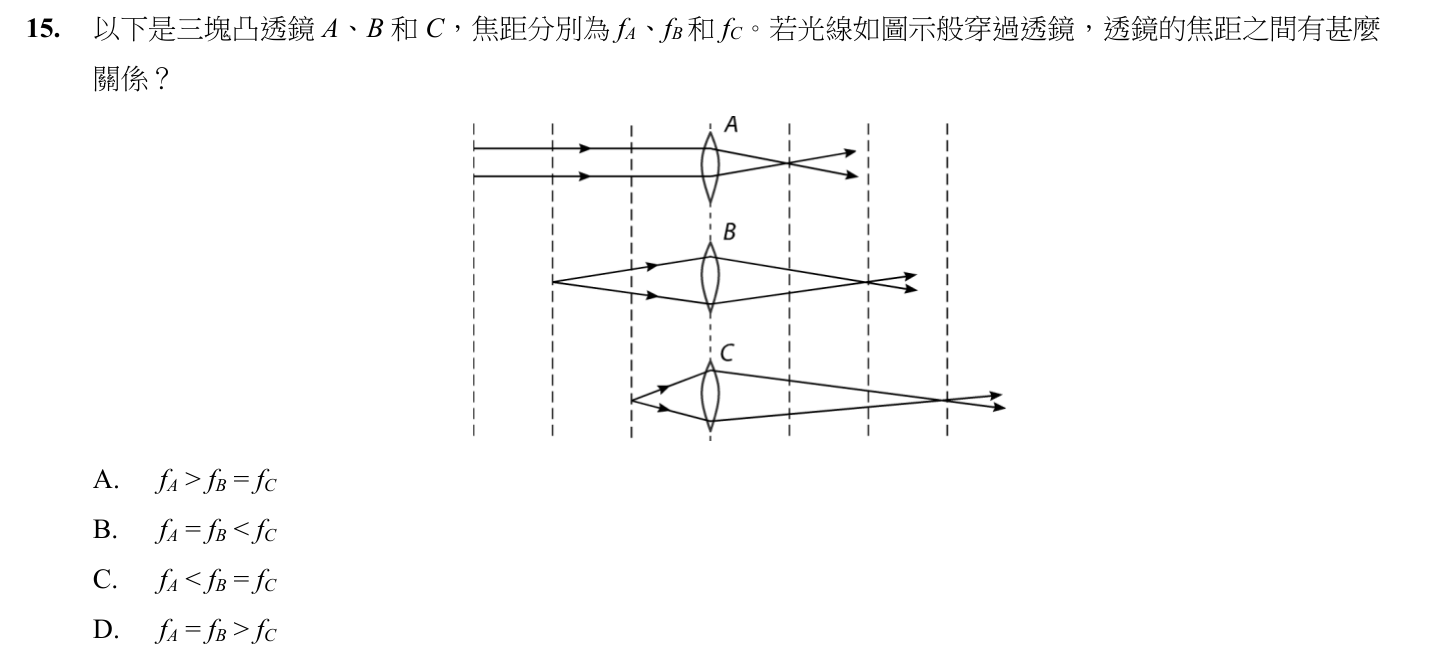 15. 以下是三塊凸透鏡 A、B 和 C，焦距分別為 fA、fB 和 fC。若光線如圖示般穿過透鏡，透鏡的焦距之間有甚麼
關係？
A
B
C
A. fA > fB = fC
B. fA = fB < fC
C. fA < fB = fC
D. fA = fB > fC